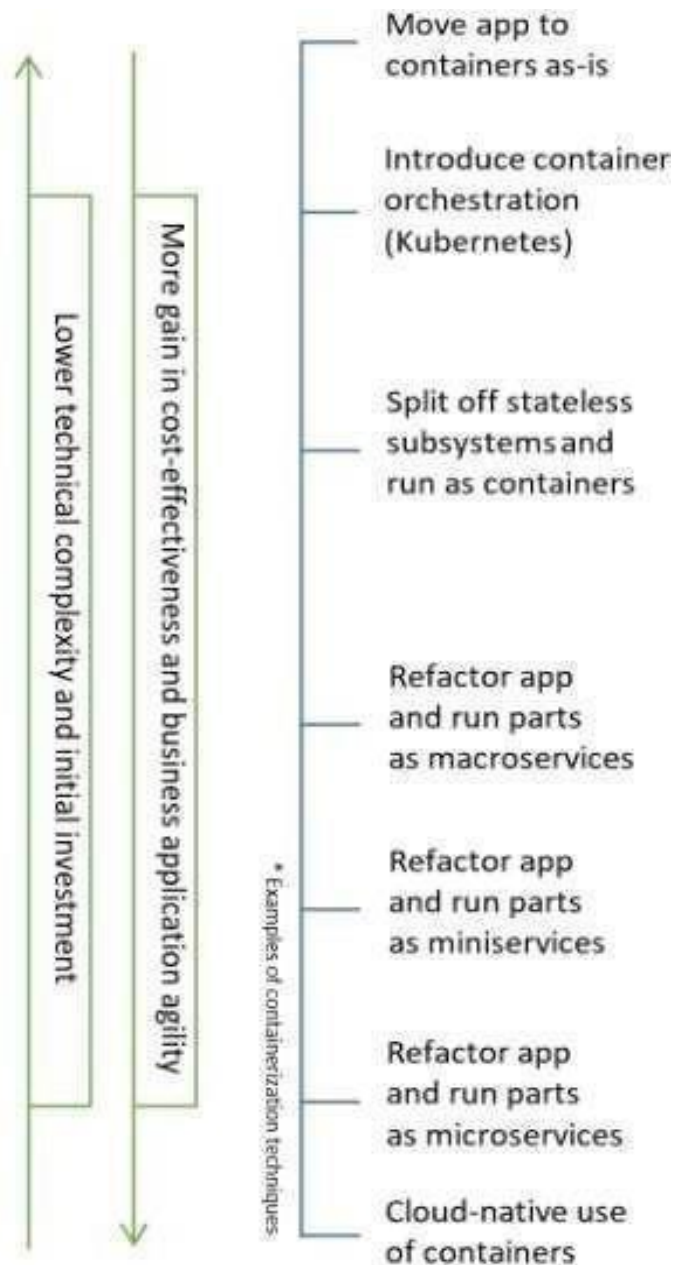 Lower technical complexity and initial investment
More gain in cost-effectiveness and business application agility
* Examples of containerization techniques
Move app to
containers as-is
Introduce container
orchestration
(Kubernetes)
Split off stateless
subsystems and
run as containers
Refactor app
and run parts
as macroservices
Refactor app
and run parts
as miniservices
Refactor app
and run parts
as microservices
Cloud-native use
of containers